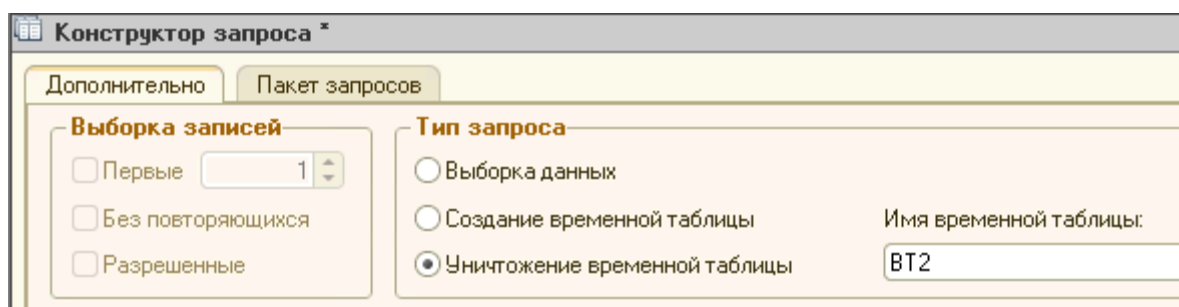 Конструктор запроса *
Дополнительно Пакет запросов
Выборка записей Тип запроса
Первые 1 Выборка данных
Без повторяющихся Создание временной таблицы Имя временной таблицы:
Разрешенные Уничтожение временной таблицы ВТ2